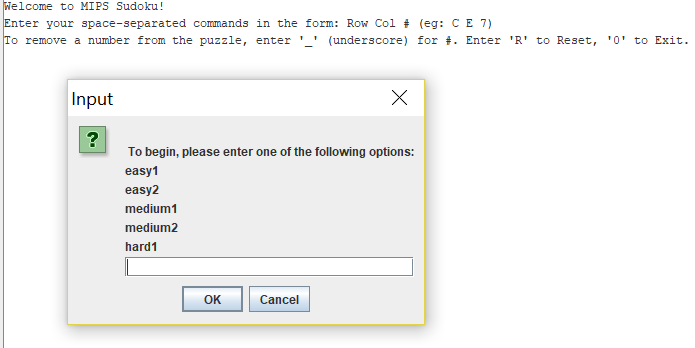 Welcome to MIPS Sudoku!
Enter your space-separated commands in the form: Row Col # (eg: C E 7)
To remove a number from the puzzle, enter '_' (underscore) for #. Enter 'R' to Reset, '0' to Exit.
Input
?
To begin, please enter one of the following options:
easy1
easy2
medium1
medium2
hard1
OK Cancel